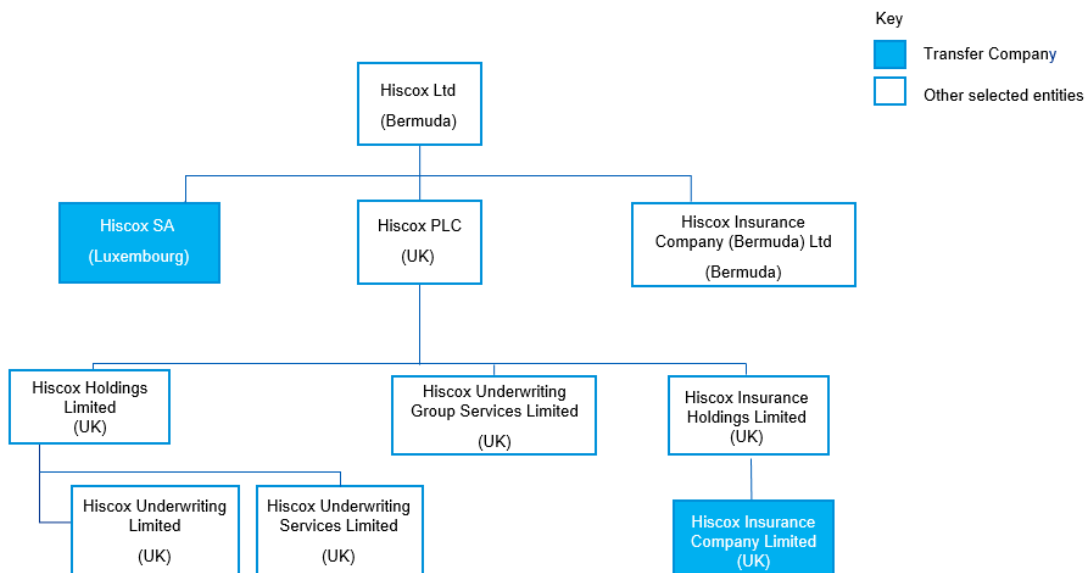 Key
Transfer Company
Other selected entities
Hiscox Ltd
(Bermuda)
Hiscox SA
(Luxembourg)
Hiscox PLC
(UK)
Hiscox Insurance
Company (Bermuda) Ltd
(Bermuda)
Hiscox Holdings
Limited
(UK)
Hiscox Underwriting
Group Services Limited
(UK)
Hiscox Insurance
Holdings Limited
(UK)
Hiscox Underwriting
Limited
(UK)
Hiscox Underwriting
Services Limited
(UK)
Hiscox Insurance
Company Limited
(UK)